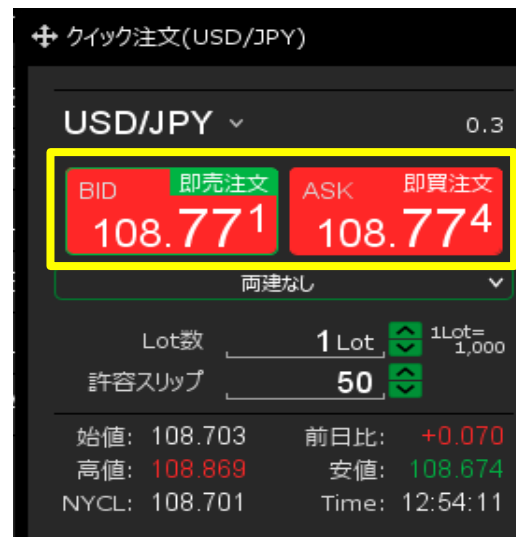 クイック注文(USD/JPY)
USD/JPY 0.3
BID 即売注文 ASK 即買注文
108.771 108.774
両建なし
Lot数 1 Lot 1Lot=
1,000
許容スリップ 50
始値: 108.703 前日比: +0.070
高値: 108.869 安値: 108.674
NYCL: 108.701 Time: 12:54:11